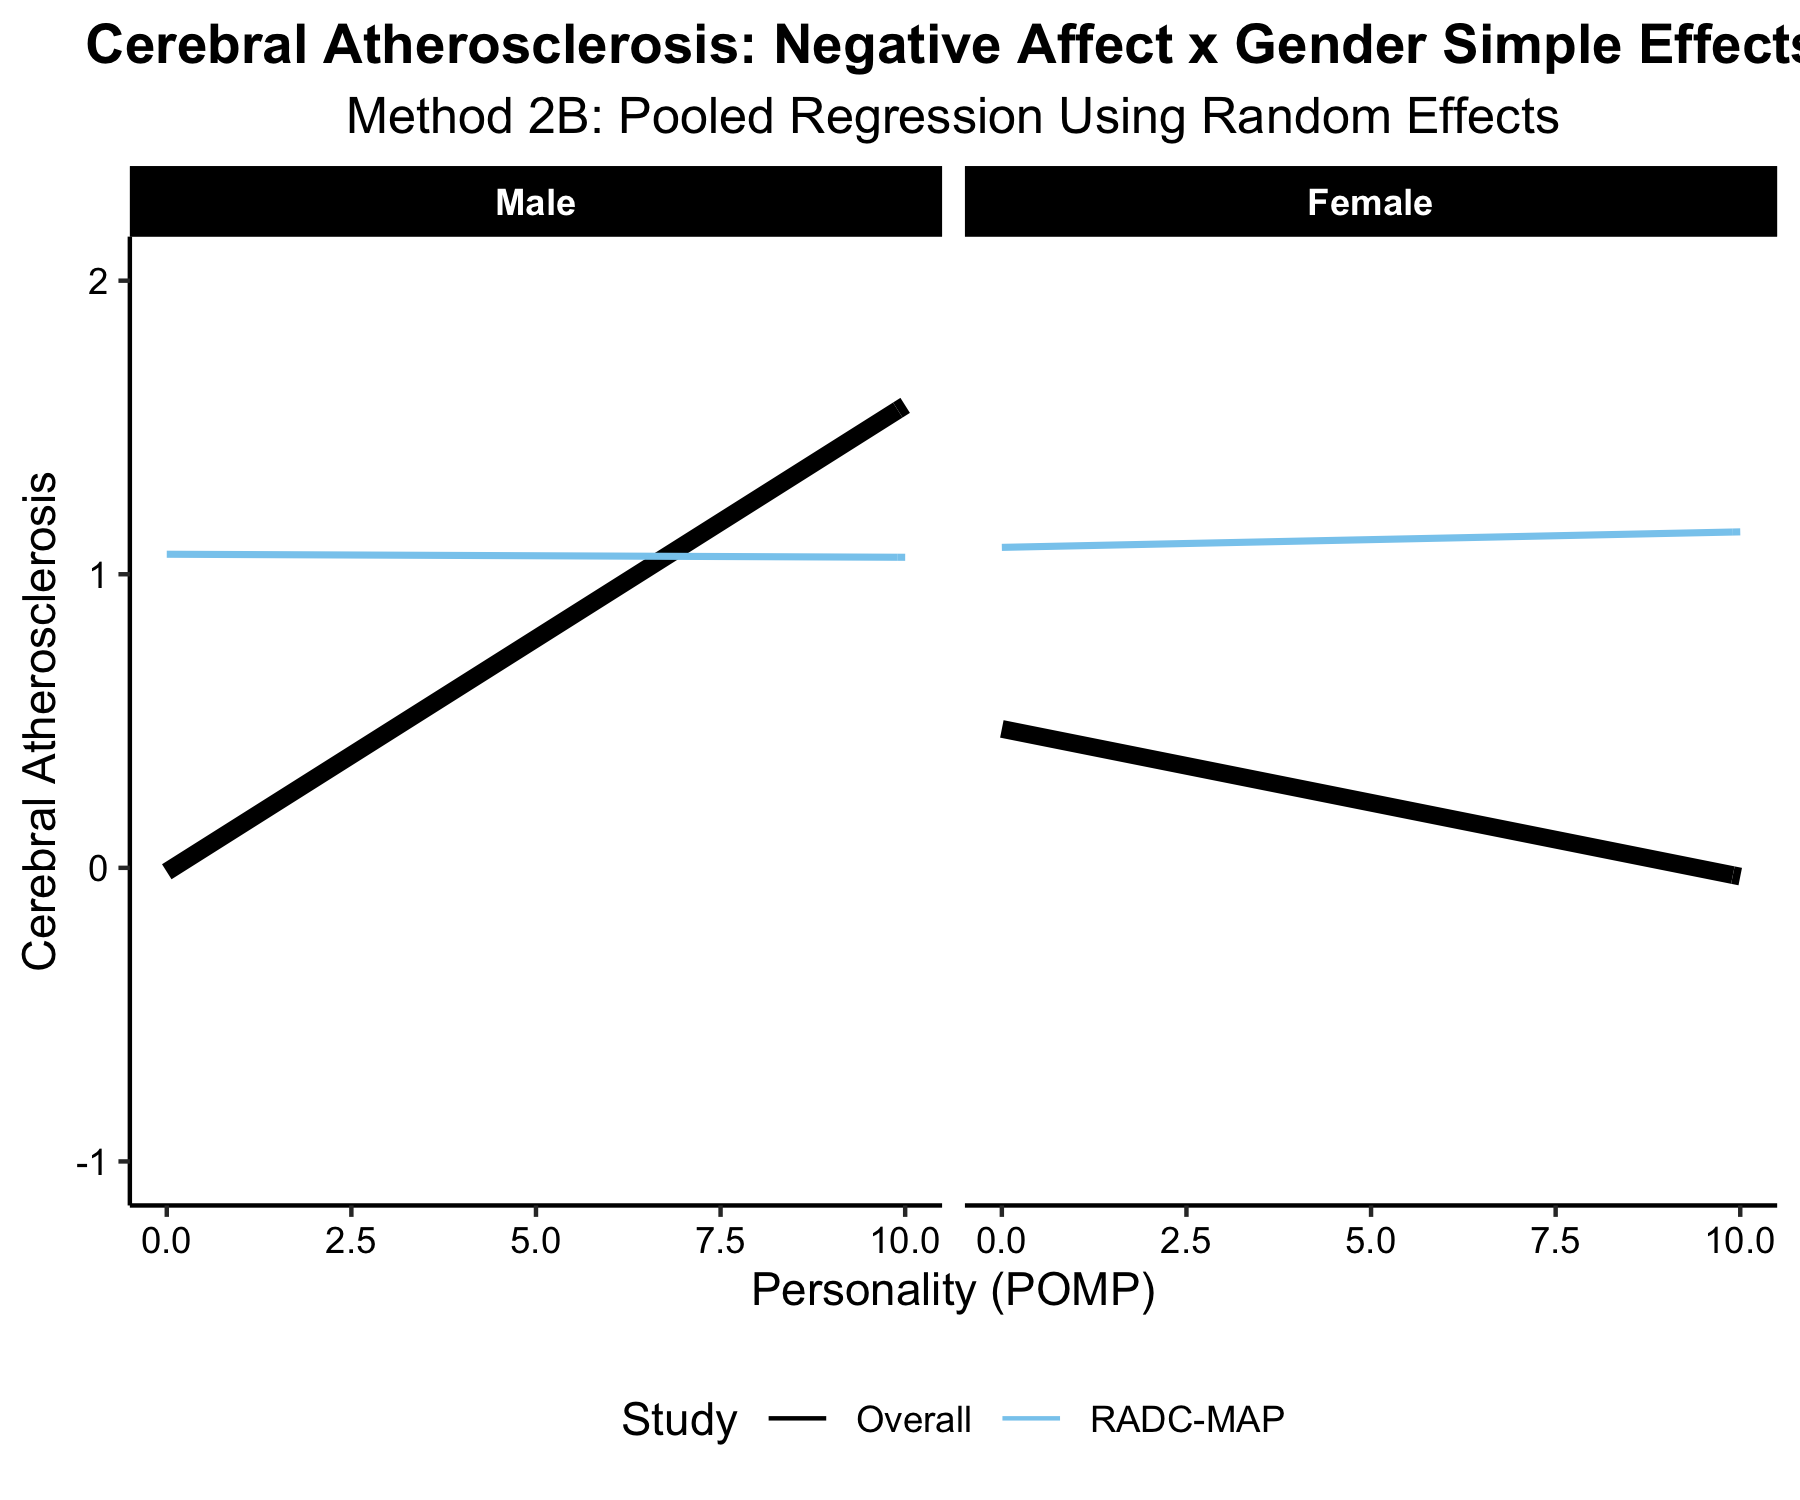 Cerebral Atherosclerosis: Negative Affect x Gender Simple Effects
Method 2B: Pooled Regression Using Random Effects
Male
Female
Cerebral Atherosclerosis
2
1
0
-1
0.0 2.5 5.0 7.5 10.0
0.0 2.5 5.0 7.5 10.0
Personality (POMP)
Study Overall RADC-MAP